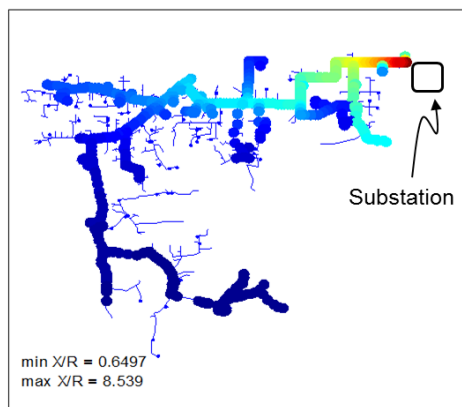 Substation
min X/R = 0.6497
max X/R = 8.539